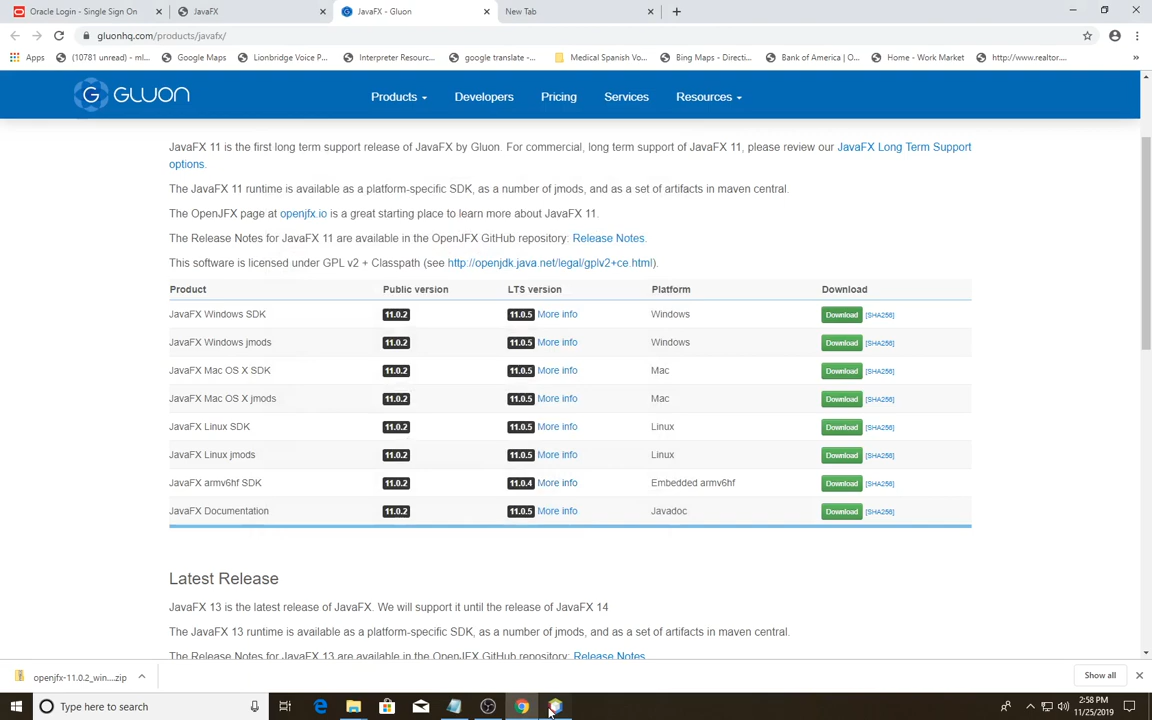 Oracle Login - Single Sign On
JavaFX
JavaFX - Gluon
New Tab
gluonhq.com/products/javafx/
Apps
(10781 unread) - ml...
Google Maps
Lionbridge Voice P...
Interpreter Resourc...
google translate -...
Medical Spanish Vo...
Bing Maps - Directi...
Bank of America | O...
Home - Work Market
http://www.realtor....
GLUON
Products
Developers
Pricing
Services
Resources
JavaFX 11 is the first long term support release of JavaFX by Gluon. For commercial, long term support of JavaFX 11, please review our JavaFX Long Term Support
options.
The JavaFX 11 runtime is available as a platform-specific SDK, as a number of jmods, and as a set of artifacts in maven central.
The OpenJFX page at openjfx.io is a great starting place to learn more about JavaFX 11.
The Release Notes for JavaFX 11 are available in the OpenJFX GitHub repository: Release Notes.
This software is licensed under GPL v2 + Classpath (see http://openjdk.java.net/legal/gplv2+ce.html).
Product Public version LTS version Platform Download
JavaFX Windows SDK 11.0.2 11.0.5 More info Windows Download [SHA256]
JavaFX Windows jmods 11.0.2 11.0.5 More info Windows Download [SHA256]
JavaFX Mac OS X SDK 11.0.2 11.0.5 More info Mac Download [SHA256]
JavaFX Mac OS X jmods 11.0.2 11.0.5 More info Mac Download [SHA256]
JavaFX Linux SDK 11.0.2 11.0.5 More info Linux Download [SHA256]
JavaFX Linux jmods 11.0.2 11.0.5 More info Linux Download [SHA256]
JavaFX armv6hf SDK 11.0.2 11.0.4 More info Embedded armv6hf Download [SHA256]
JavaFX Documentation 11.0.2 11.0.5 More info Javadoc Download [SHA256]
Latest Release
JavaFX 13 is the latest release of JavaFX. We will support it until the release of JavaFX 14
The JavaFX 13 runtime is available as a platform-specific SDK, as a number of jmods, and as a set of artifacts in maven central.
The Release Notes for JavaFX 13 are available in the OpenJFX GitHub repository: Release Notes.
openjfx-11.0.2_win....zip
Show all
Type here to search
2:58 PM
11/25/2019